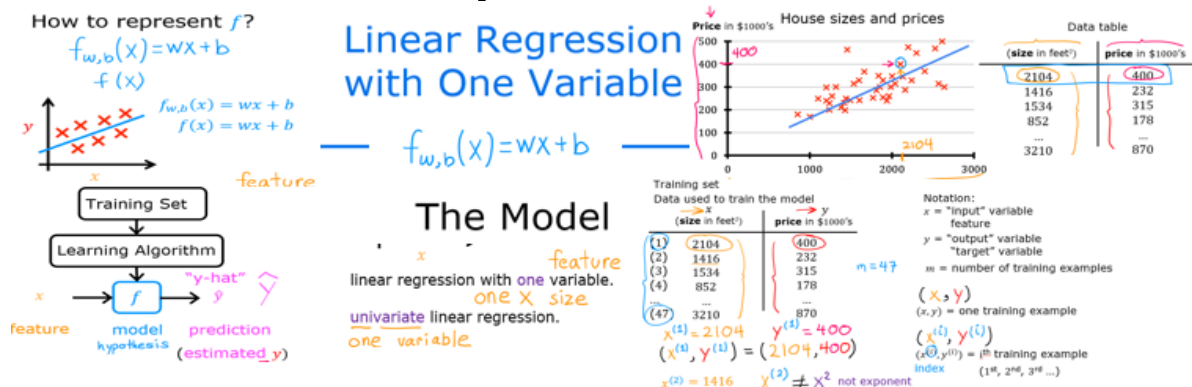 How to represent f?
f_{w,b}(x) = wx + b
f(x)
f_{w,b}(x) = wx + b
f(x) = wx + b
y
x
feature
Training Set
Learning Algorithm
"y-hat"
x
f
ŷ
ŷ
feature
model
hypothesis
prediction
(estimated y)
Linear Regression
with One Variable
f_{w,b}(x) = wx + b
The Model
x
feature
linear regression with one variable.
one x size
univariate linear regression.
one variable
House sizes and prices
Price in $1000's
500
400
400
300
200
100
0
0
1000
2000
3000
2104
Data table
(size in feet²) price in $1000's
2104 400
1416 232
1534 315
852 178
... ...
3210 870
Training set
Data used to train the model
x y
(size in feet²) price in $1000's
(1) 2104 400
(2) 1416 232
(3) 1534 315
(4) 852 178
... ... ...
(47) 3210 870
m = 47
x⁽¹⁾ = 2104 y⁽¹⁾ = 400
(x⁽¹⁾, y⁽¹⁾) = (2104, 400)
x⁽²⁾ = 1416 x⁽²⁾ ≠ x² not exponent
Notation:
x = "input" variable
feature
y = "output" variable
"target" variable
m = number of training examples
(x, y)
(x, y) = one training example
(x⁽ⁱ⁾, y⁽ⁱ⁾)
(x⁽ⁱ⁾, y⁽ⁱ⁾) = iᵗʰ training example
index
(1ˢᵗ, 2ⁿᵈ, 3ʳᵈ ...)